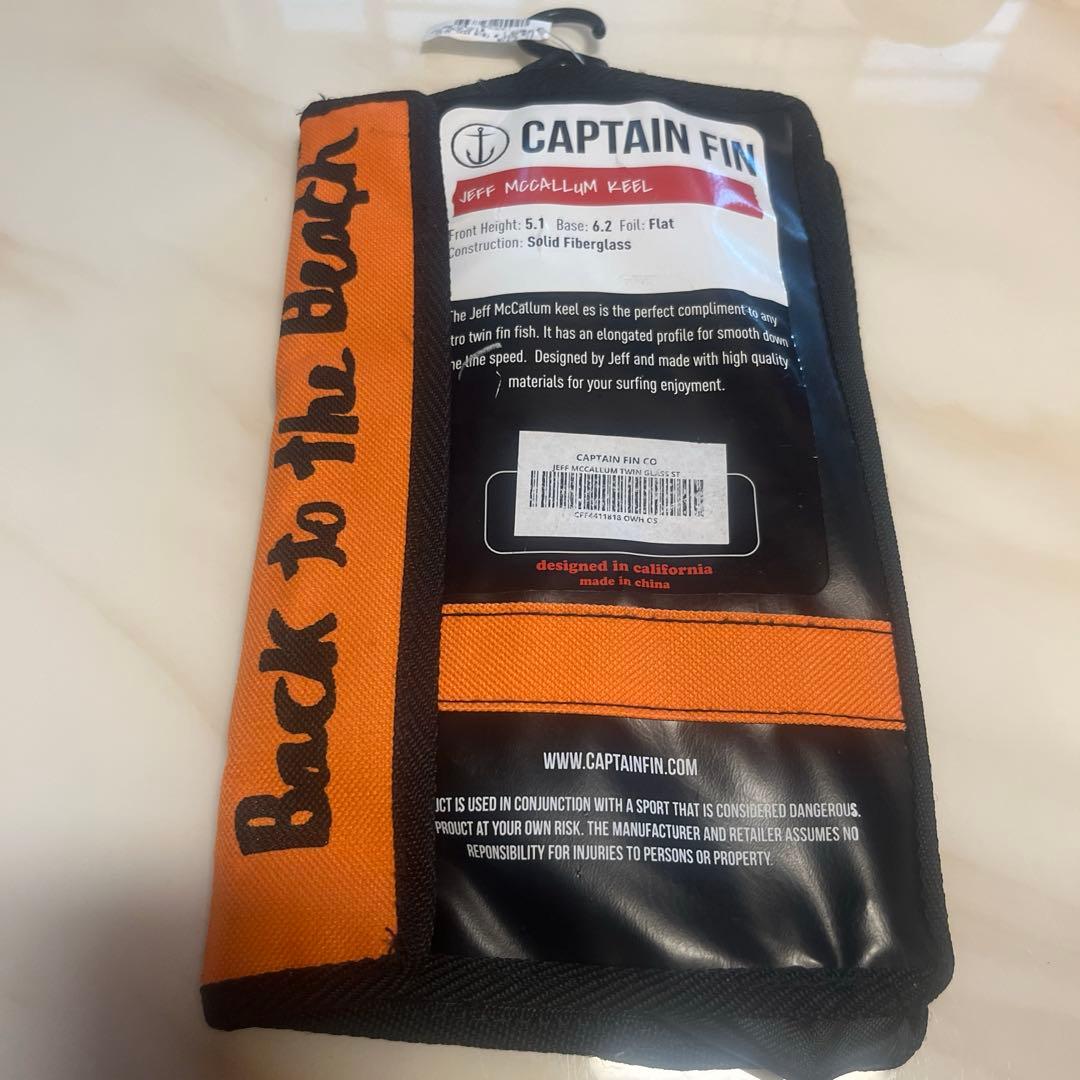 Back to the Beach
CAPTAIN FIN
JEFF MCCALLUM KEEL
Front Height: 5.1 Base: 6.2 Foil: Flat
Construction: Solid Fiberglass
The Jeff McCallum keel es is the perfect compliment to any
tro twin fin fish. It has an elongated profile for smooth down
he line speed. Designed by Jeff and made with high quality
materials for your surfing enjoyment.
CAPTAIN FIN CO
JEFF MCCALLUM TWIN GLASS ST
CFF4411818 OWH OS
designed in california
made in china
WWW.CAPTAINFIN.COM
UCT IS USED IN CONJUNCTION WITH A SPORT THAT IS CONSIDERED DANGEROUS.
PROUCT AT YOUR OWN RISK. THE MANUFACTURER AND RETAILER ASSUMES NO
REPONSIBILITY FOR INJURIES TO PERSONS OR PROPERTY.